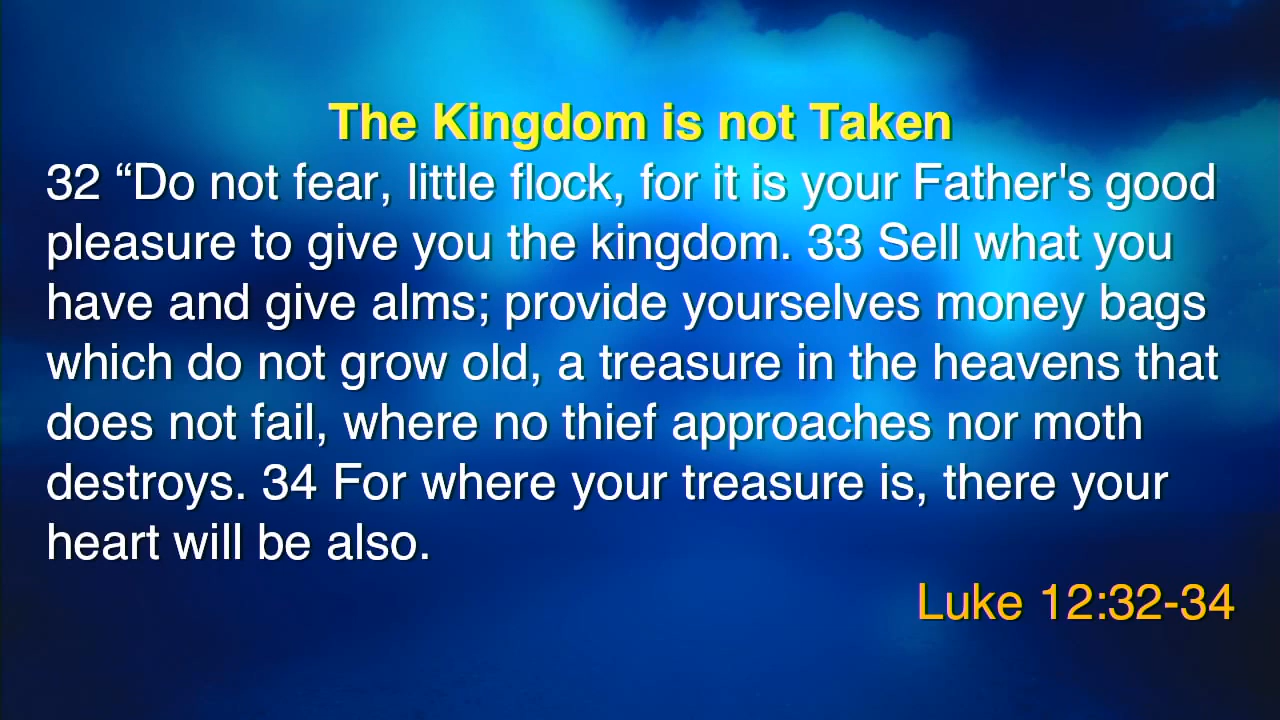 The Kingdom is not Taken
32 “Do not fear, little flock, for it is your Father's good
pleasure to give you the kingdom. 33 Sell what you
have and give alms; provide yourselves money bags
which do not grow old, a treasure in the heavens that
does not fail, where no thief approaches nor moth
destroys. 34 For where your treasure is, there your
heart will be also.
Luke 12:32-34